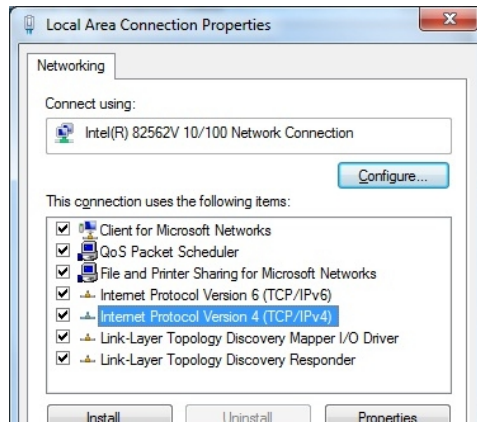 Local Area Connection Properties
Networking
Connect using:
Intel(R) 82562V 10/100 Network Connection
Configure...
This connection uses the following items:
Client for Microsoft Networks
QoS Packet Scheduler
File and Printer Sharing for Microsoft Networks
Internet Protocol Version 6 (TCP/IPv6)
Internet Protocol Version 4 (TCP/IPv4)
Link-Layer Topology Discovery Mapper I/O Driver
Link-Layer Topology Discovery Responder
Install... Uninstall Properties